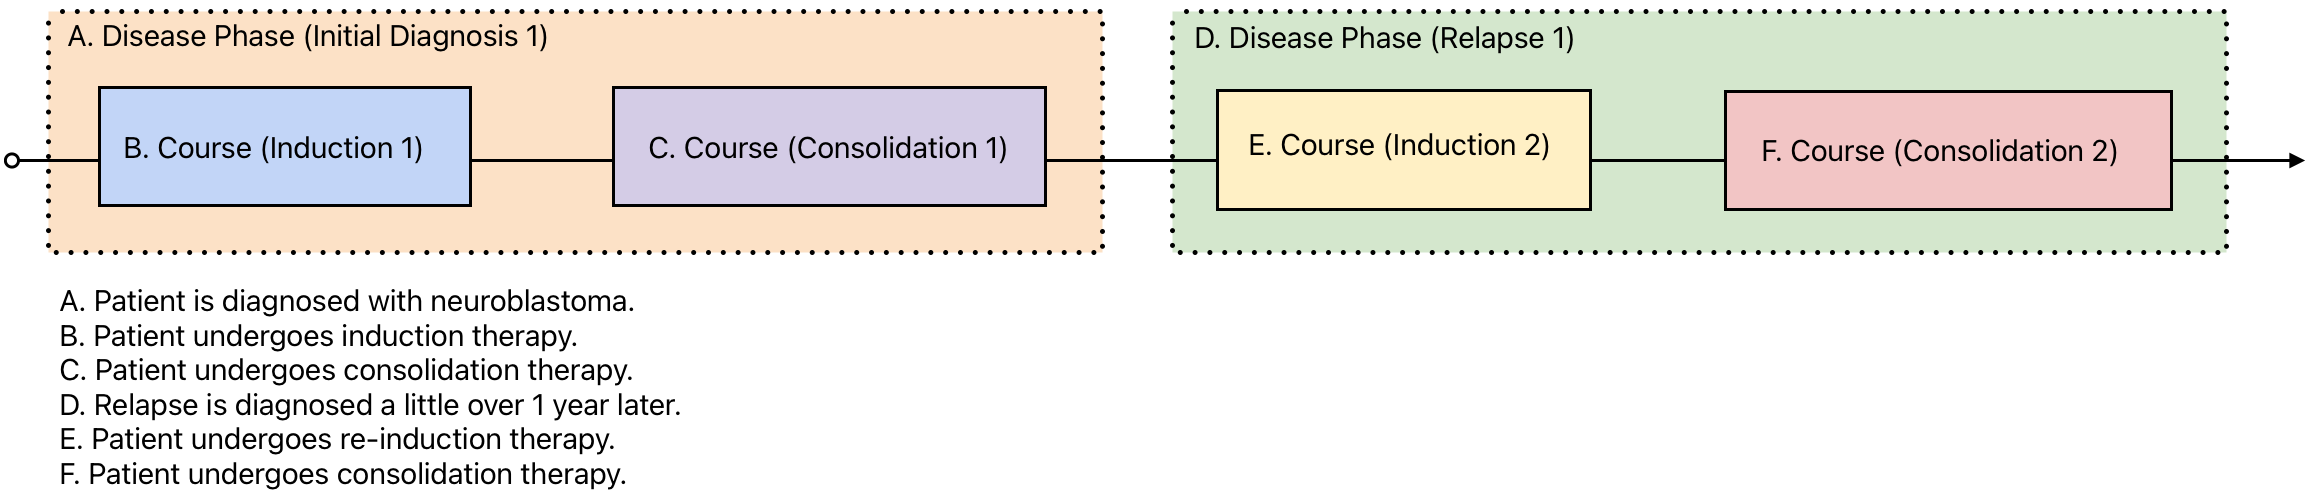 A. Disease Phase (Initial Diagnosis 1)
D. Disease Phase (Relapse 1)
B. Course (Induction 1)
C. Course (Consolidation 1)
E. Course (Induction 2)
F. Course (Consolidation 2)
A. Patient is diagnosed with neuroblastoma.
B. Patient undergoes induction therapy.
C. Patient undergoes consolidation therapy.
D. Relapse is diagnosed a little over 1 year later.
E. Patient undergoes re-induction therapy.
F. Patient undergoes consolidation therapy.